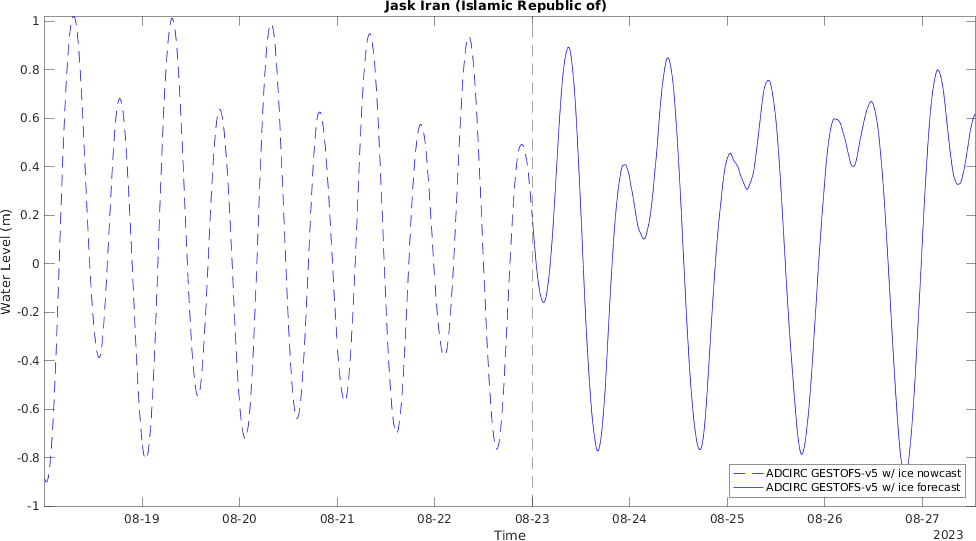 Jask Iran (Islamic Republic of)
Water Level (m)
1
0.8
0.6
0.4
0.2
0
-0.2
-0.4
-0.6
-0.8
-1
ADCIRC GESTOFS-v5 w/ ice nowcast
ADCIRC GESTOFS-v5 w/ ice forecast
08-19 08-20 08-21 08-22 08-23 08-24 08-25 08-26 08-27
Time
2023